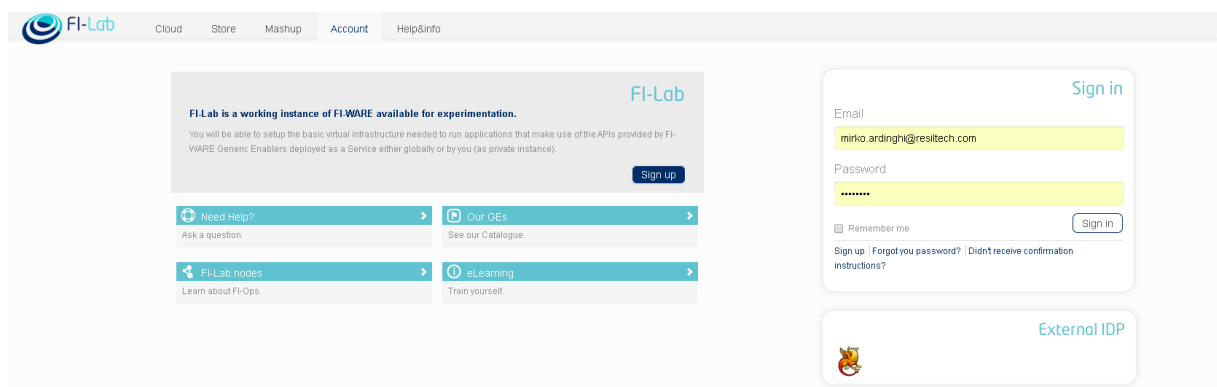 FI-Lab
Cloud Store Mashup Account Help&info
FI-Lab
FI-Lab is a working instance of FI-WARE available for experimentation.
You will be able to setup the basic virtual infrastructure needed to run applications that make use of the APIs provided by FI-
WARE Generic Enablers deployed as a Service either globally or by you (as private instance).
Sign up
Need Help?
Ask a question.
Our GEs
See our Catalogue.
FI-Lab nodes
Learn about FI-Ops.
eLearning
Train yourself.
Sign in
Email
mirko.ardinghi@resiltech.com
Password
••••••••
Remember me
Sign in
Sign up | Forgot you password? | Didn't receive confirmation
instructions?
External IDP